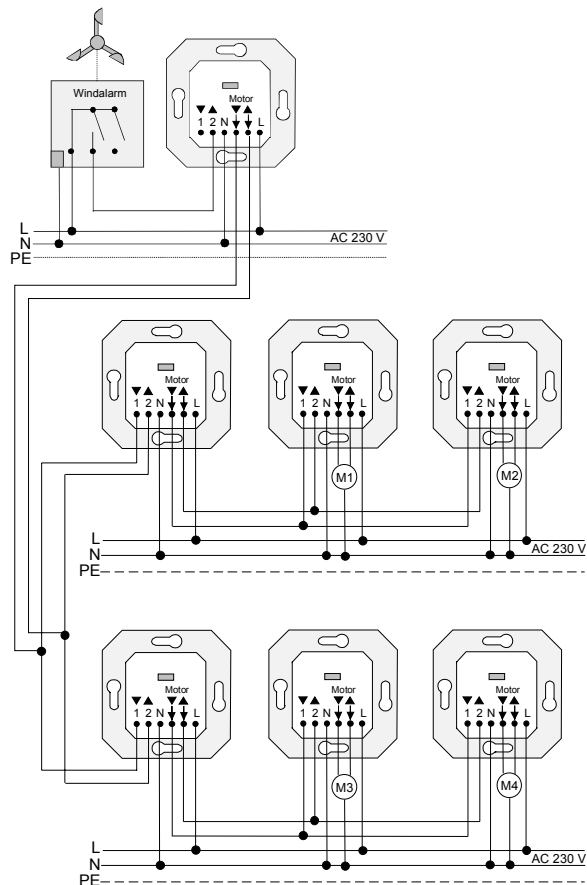 Windalarm
Motor
1 2 N L
L
N
AC 230 V
PE
Motor
1 2 N L
Motor
1 2 N L
Motor
1 2 N L
M1
M2
L
N
AC 230 V
PE
Motor
1 2 N L
Motor
1 2 N L
Motor
1 2 N L
M3
M4
L
N
AC 230 V
PE